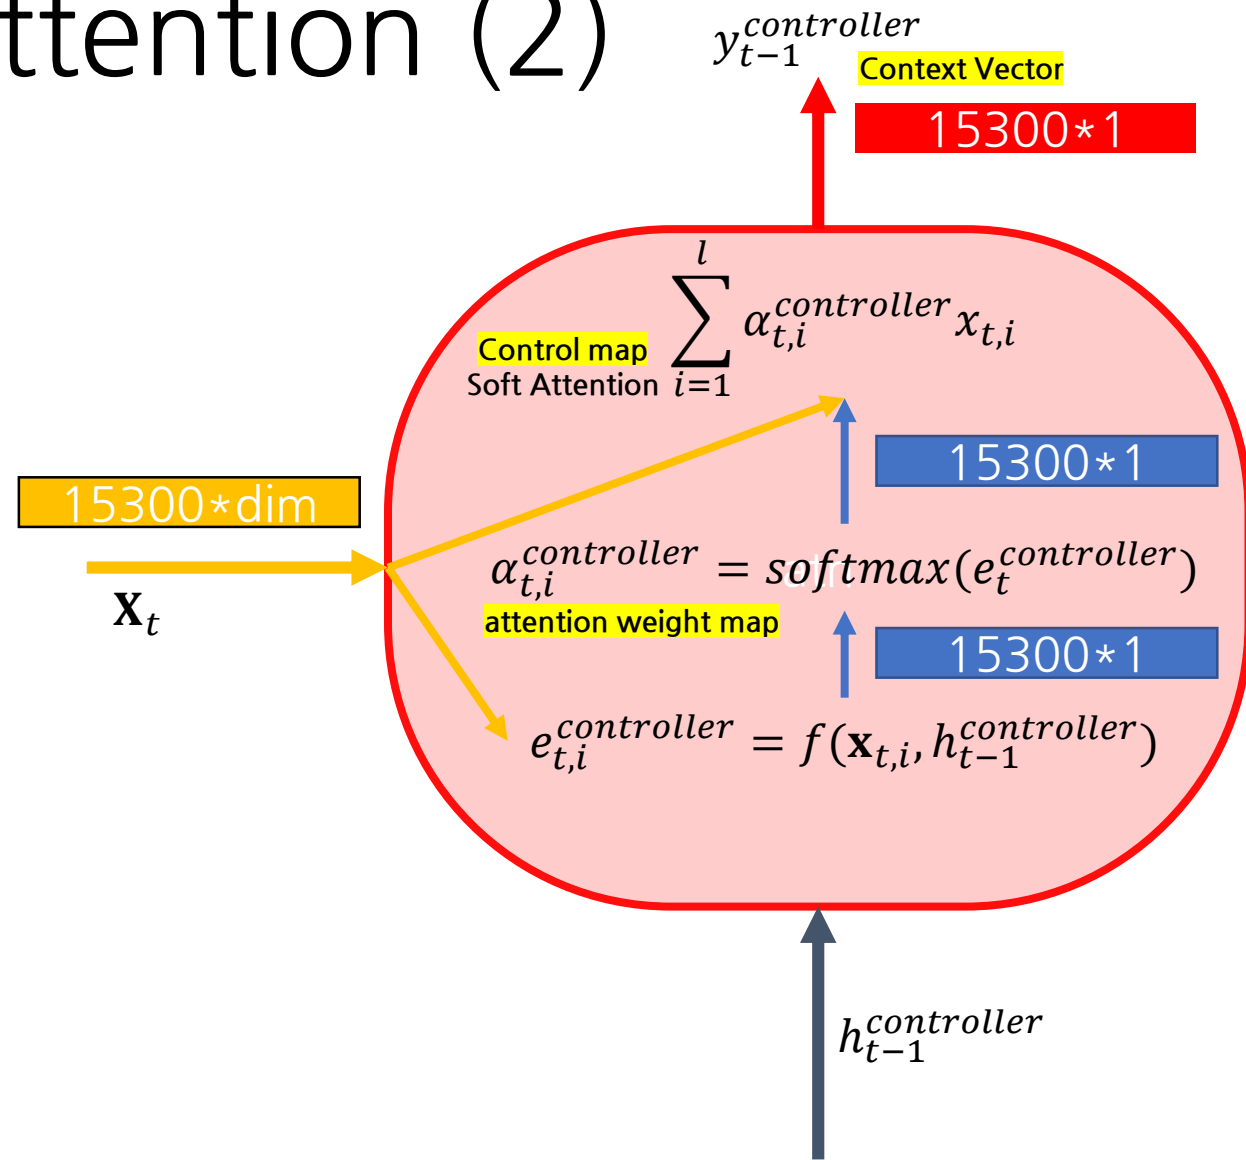 ttention (2)
y_{t-1}^{controller}
Context Vector
15300*1
\sum_{i=1}^{l} α_{t,i}^{controller} x_{t,i}
Control map
Soft Attention
15300*1
15300*dim
α_{t,i}^{controller} = softmax(e_t^{controller})
X_t
attention weight map
15300*1
e_{t,i}^{controller} = f(x_{t,i}, h_{t-1}^{controller})
h_{t-1}^{controller}